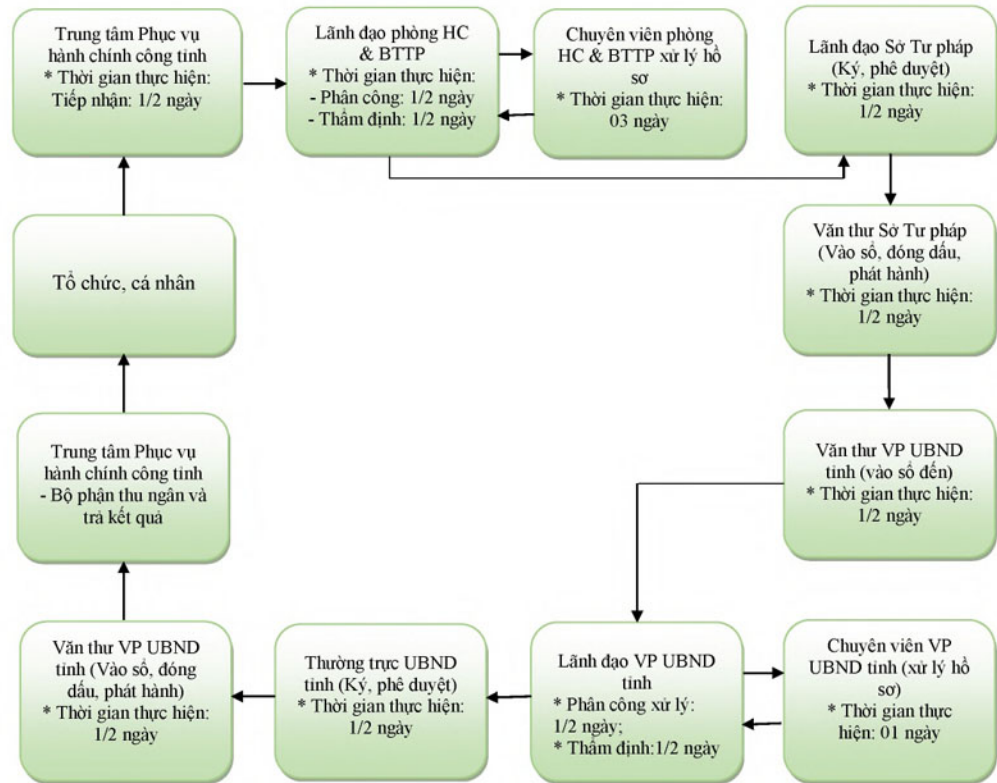 Trung tâm Phục vụ
hành chính công tỉnh
* Thời gian thực hiện:
Tiếp nhận: 1/2 ngày
Lãnh đạo phòng HC
& BTTP
* Thời gian thực hiện:
- Phân công: 1/2 ngày
- Thẩm định: 1/2 ngày
Chuyên viên phòng
HC & BTTP xử lý hồ
sơ
* Thời gian thực hiện:
03 ngày
Lãnh đạo Sở Tư pháp
(Ký, phê duyệt)
* Thời gian thực hiện:
1/2 ngày
Văn thư Sở Tư pháp
(Vào sổ, đóng dấu,
phát hành)
* Thời gian thực hiện:
1/2 ngày
Tổ chức, cá nhân
Trung tâm Phục vụ
hành chính công tỉnh
- Bộ phận thu ngân và
trả kết quả
Văn thư VP UBND
tỉnh (vào sổ đến)
* Thời gian thực hiện:
1/2 ngày
Văn thư VP UBND
tỉnh (Vào sổ, đóng
dấu, phát hành)
* Thời gian thực hiện:
1/2 ngày
Thường trực UBND
tỉnh (Ký, phê duyệt)
* Thời gian thực hiện:
1/2 ngày
Lãnh đạo VP UBND
tỉnh
* Phân công xử lý:
1/2 ngày;
* Thẩm định:1/2 ngày
Chuyên viên VP
UBND tỉnh (xử lý hồ
sơ)
* Thời gian thực
hiện: 01 ngày